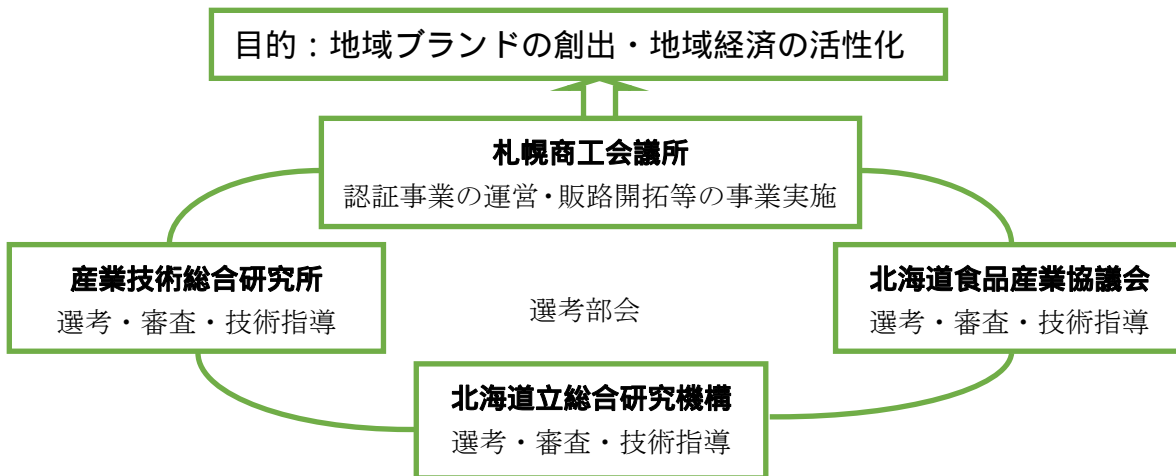 目的：地域ブランドの創出・地域経済の活性化
札幌商工会議所
認証事業の運営・販路開拓等の事業実施
産業技術総合研究所
選考・審査・技術指導
選考部会
北海道食品産業協議会
選考・審査・技術指導
北海道立総合研究機構
選考・審査・技術指導